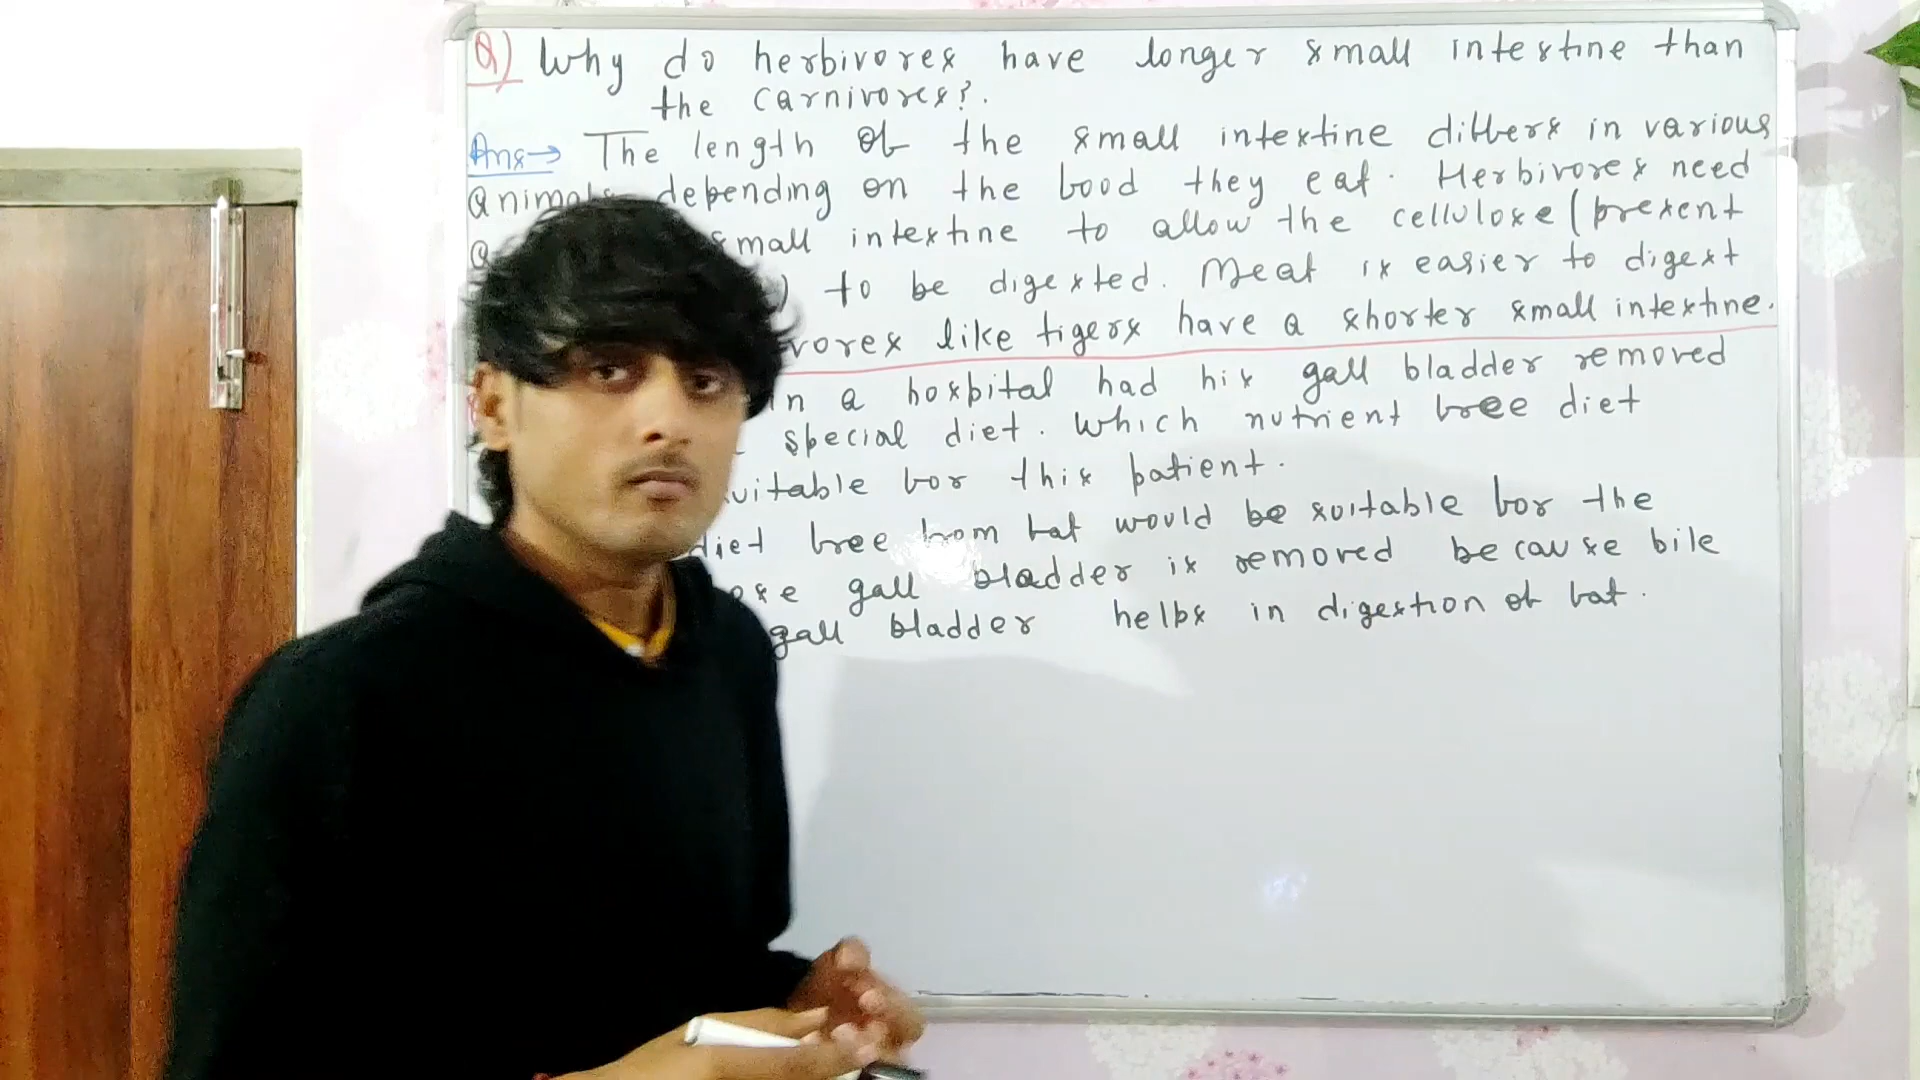 Q) Why do herbivores have longer small intestine than
the carnivores?.
Ans→ The length of the small intestine differs in various
animals depending on the food they eat. Herbivores need
a small intestine to allow the cellulose (present
) to be digested. Meat is easier to digest
vores like tigers have a shorter small intestine.
in a hospital had his gall bladder removed
special diet. Which nutrient free diet
suitable for this patient.
diet free from fat would be suitable for the
ose gall bladder is removed because bile
gall bladder helps in digestion of fat.